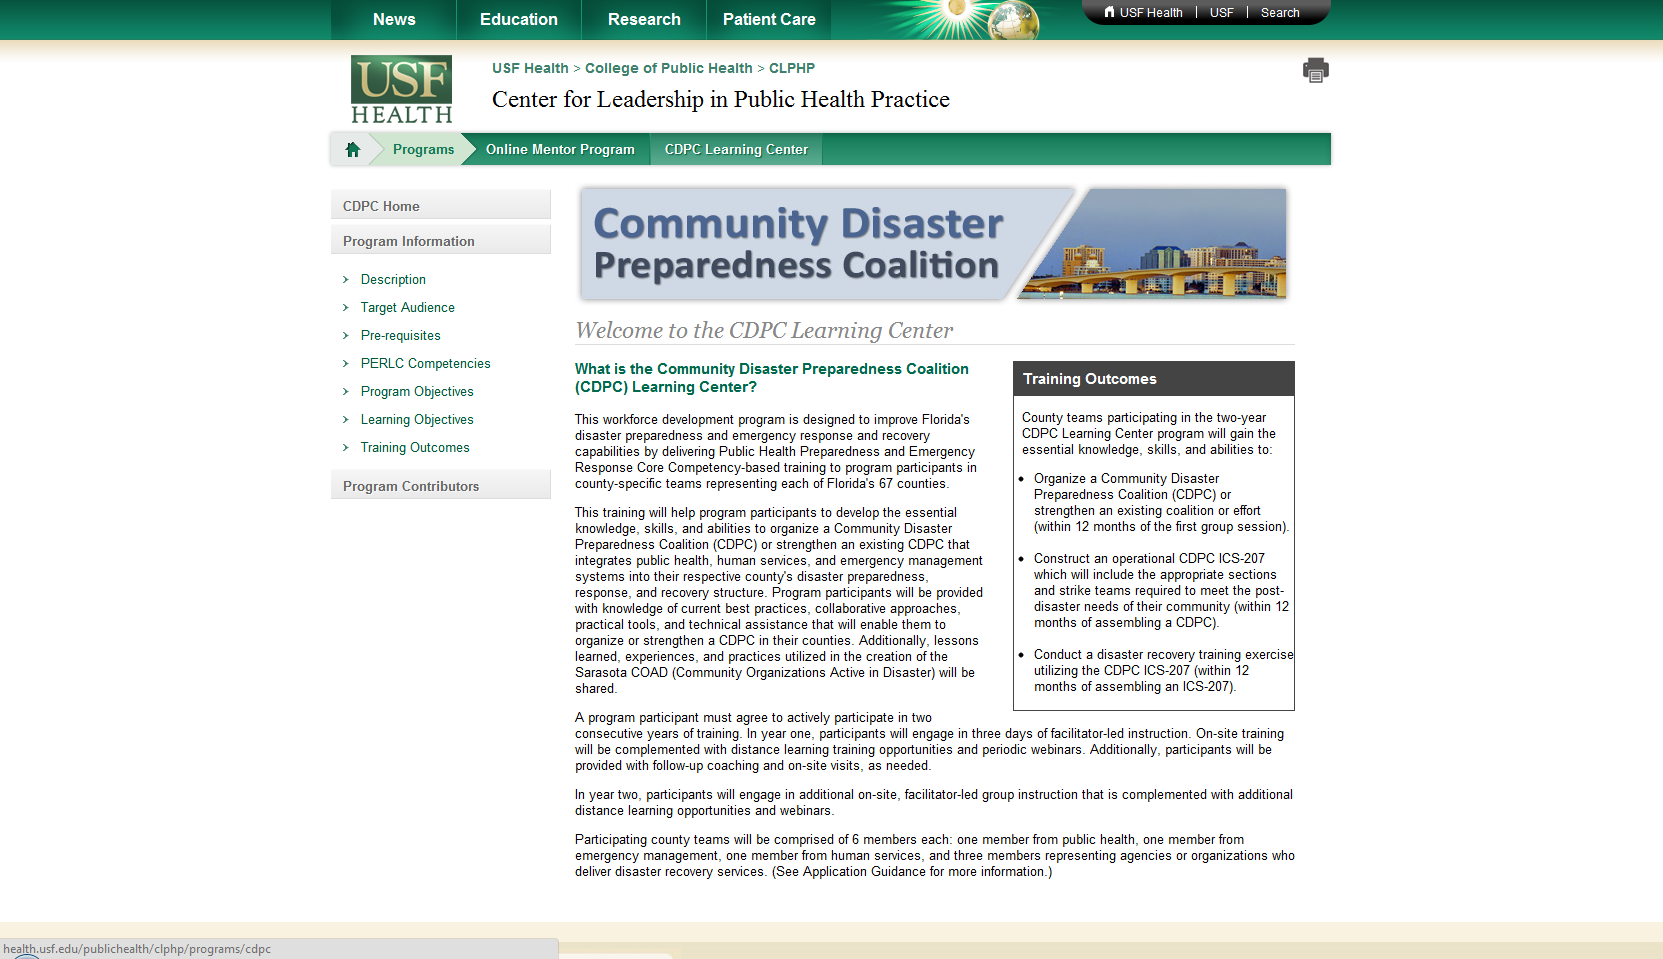 News
Education
Research
Patient Care
USF Health
USF
Search
USF
HEALTH
USF Health > College of Public Health > CLPHP
Center for Leadership in Public Health Practice
Programs
Online Mentor Program
CDPC Learning Center
CDPC Home
Program Information
Description
Target Audience
Pre-requisites
PERLC Competencies
Program Objectives
Learning Objectives
Training Outcomes
Program Contributors
Community Disaster
Preparedness Coalition
Welcome to the CDPC Learning Center
What is the Community Disaster Preparedness Coalition
(CDPC) Learning Center?
This workforce development program is designed to improve Florida's
disaster preparedness and emergency response and recovery
capabilities by delivering Public Health Preparedness and Emergency
Response Core Competency-based training to program participants in
county-specific teams representing each of Florida's 67 counties.
This training will help program participants to develop the essential
knowledge, skills, and abilities to organize a Community Disaster
Preparedness Coalition (CDPC) or strengthen an existing CDPC that
integrates public health, human services, and emergency management
systems into their respective county's disaster preparedness,
response, and recovery structure. Program participants will be provided
with knowledge of current best practices, collaborative approaches,
practical tools, and technical assistance that will enable them to
organize or strengthen a CDPC in their counties. Additionally, lessons
learned, experiences, and practices utilized in the creation of the
Sarasota COAD (Community Organizations Active in Disaster) will be
shared.
Training Outcomes
County teams participating in the two-year
CDPC Learning Center program will gain the
essential knowledge, skills, and abilities to:
• Organize a Community Disaster
Preparedness Coalition (CDPC) or
strengthen an existing coalition or effort
(within 12 months of the first group session).
• Construct an operational CDPC ICS-207
which will include the appropriate sections
and strike teams required to meet the post-
disaster needs of their community (within 12
months of assembling a CDPC).
• Conduct a disaster recovery training exercise
utilizing the CDPC ICS-207 (within 12
months of assembling an ICS-207).
A program participant must agree to actively participate in two
consecutive years of training. In year one, participants will engage in three days of facilitator-led instruction. On-site training
will be complemented with distance learning training opportunities and periodic webinars. Additionally, participants will be
provided with follow-up coaching and on-site visits, as needed.
In year two, participants will engage in additional on-site, facilitator-led group instruction that is complemented with additional
distance learning opportunities and webinars.
Participating county teams will be comprised of 6 members each: one member from public health, one member from
emergency management, one member from human services, and three members representing agencies or organizations who
deliver disaster recovery services. (See Application Guidance for more information.)
health.usf.edu/publichealth/clphp/programs/cdpc